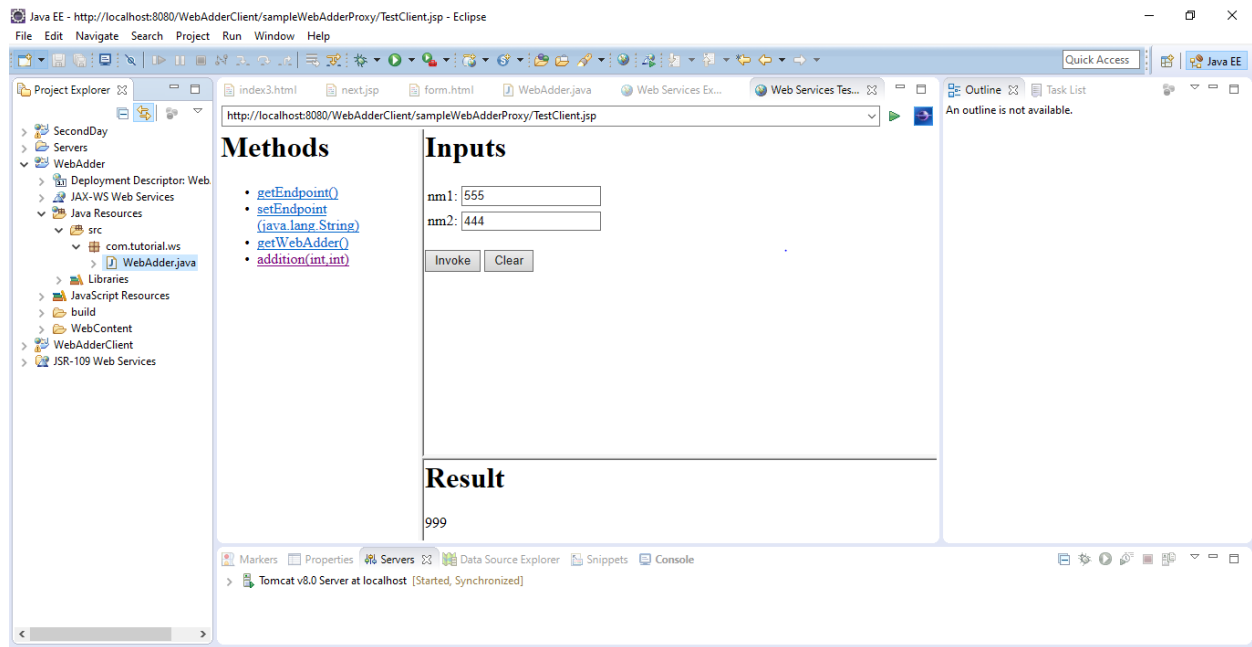 Java EE - http://localhost:8080/WebAdderClient/sampleWebAdderProxy/TestClient.jsp - Eclipse
File Edit Navigate Search Project Run Window Help
Quick Access
Java EE
Project Explorer
SecondDay
Servers
WebAdder
Deployment Descriptor: Web
JAX-WS Web Services
Java Resources
src
com.tutorial.ws
WebAdder.java
Libraries
JavaScript Resources
build
WebContent
WebAdderClient
JSR-109 Web Services
index3.html next.jsp form.html WebAdder.java Web Services Ex... Web Services Tes...
http://localhost:8080/WebAdderClient/sampleWebAdderProxy/TestClient.jsp
Methods
getEndpoint()
setEndpoint
(java.lang.String)
getWebAdder()
addition(int,int)
Inputs
nm1: 555
nm2: 444
Invoke Clear
Result
999
Outline Task List
An outline is not available.
Markers Properties Servers Data Source Explorer Snippets Console
Tomcat v8.0 Server at localhost [Started, Synchronized]